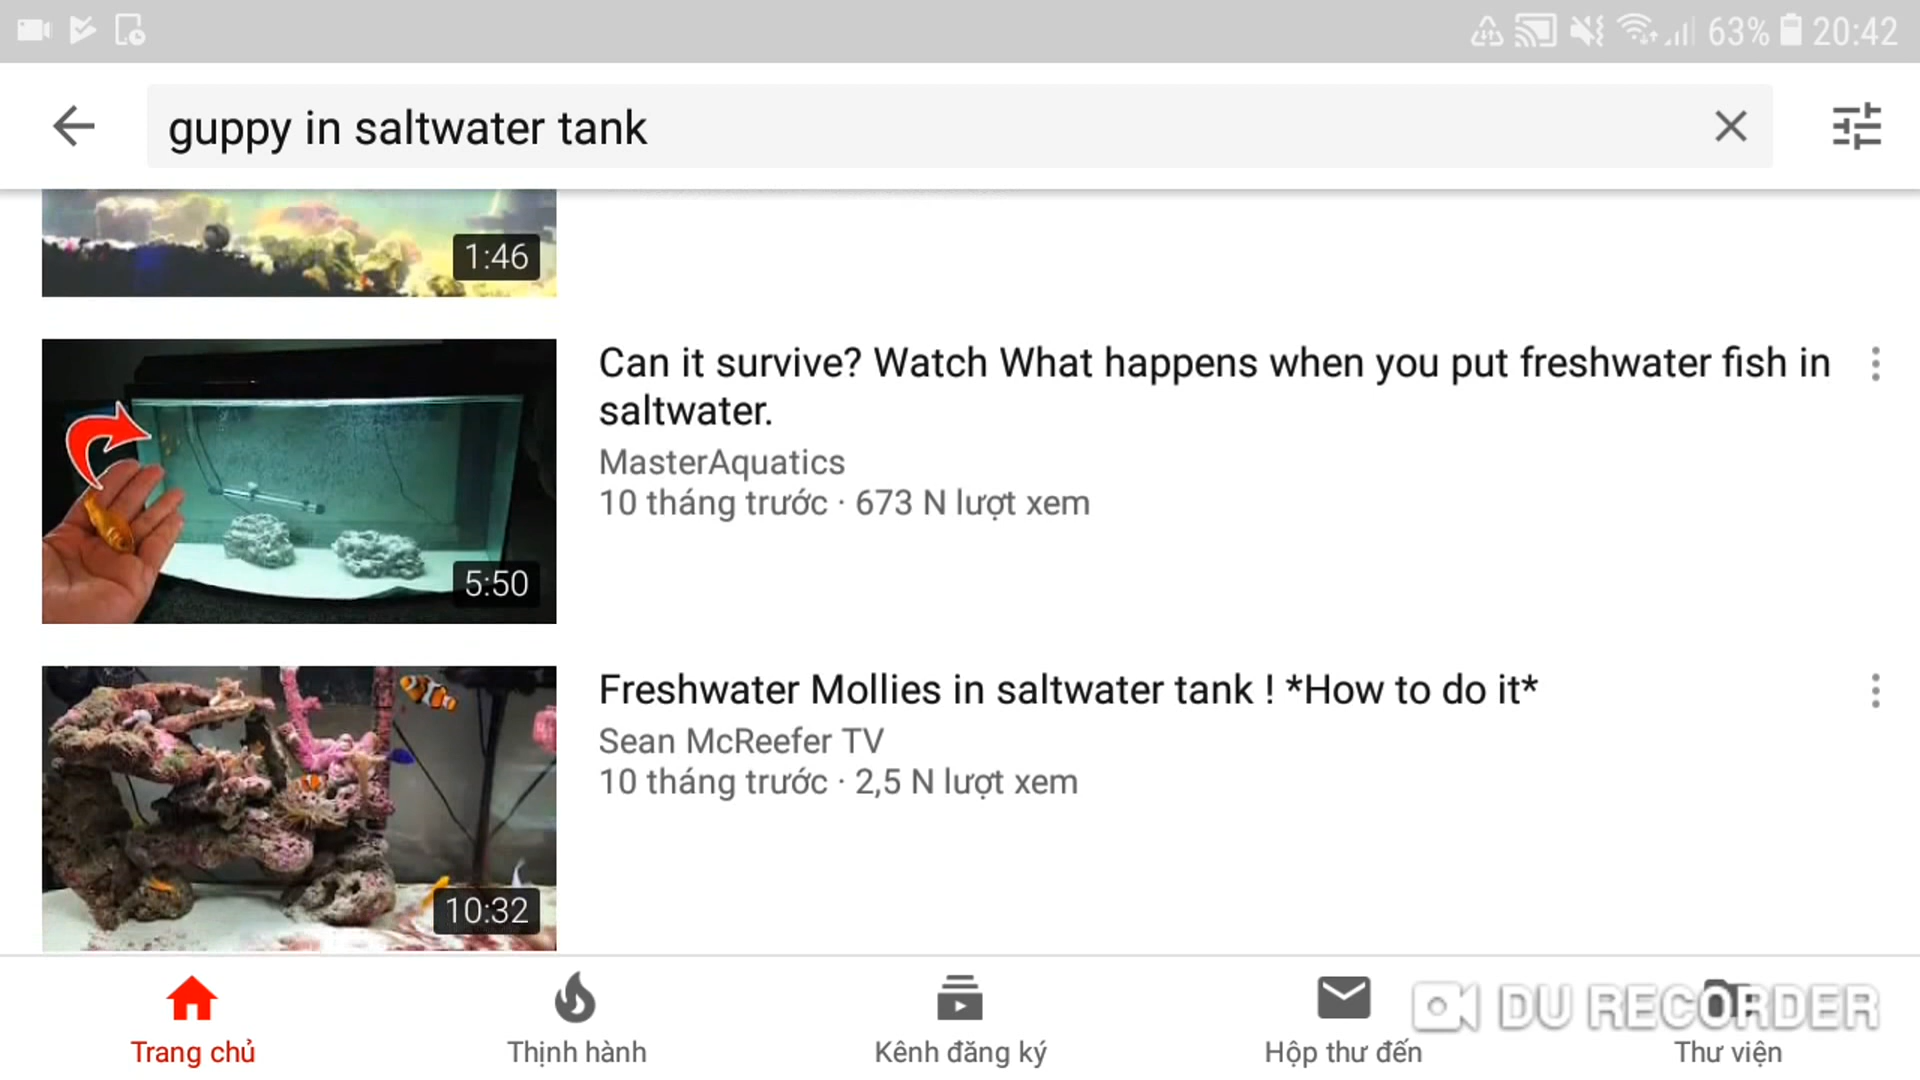 63% 20:42
guppy in saltwater tank
1:46
Can it survive? Watch What happens when you put freshwater fish in
saltwater.
MasterAquatics
10 tháng trước · 673 N lượt xem
5:50
Freshwater Mollies in saltwater tank ! *How to do it*
Sean McReefer TV
10 tháng trước · 2,5 N lượt xem
10:32
DU RECORDER
Trang chủ
Thịnh hành
Kênh đăng ký
Hộp thư đến
Thư viện